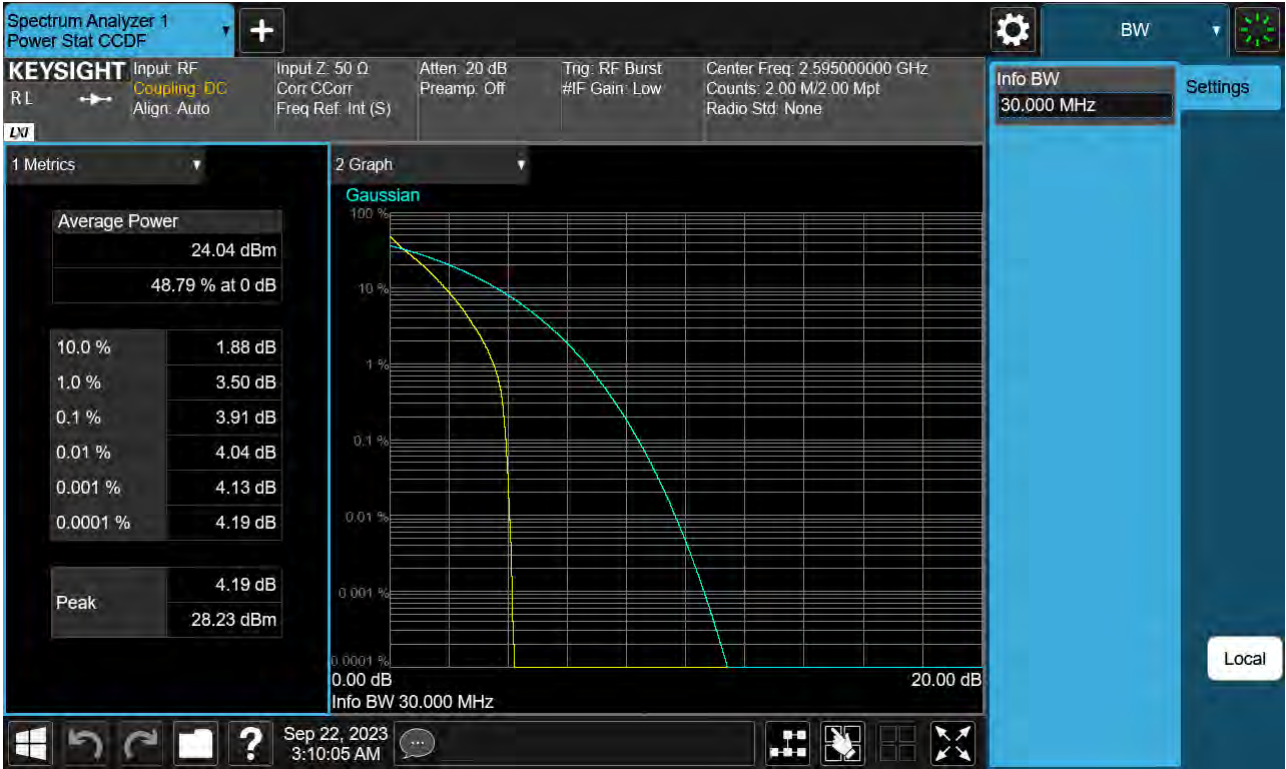 Spectrum Analyzer 1
Power Stat CCDF
BW
KEYSIGHT
Input: RF
Coupling: DC
Align: Auto
Input Z: 50 Ω
Corr CCorr
Freq Ref: Int (S)
Atten: 20 dB
Preamp: Off
Trig: RF Burst
#IF Gain: Low
Center Freq: 2.595000000 GHz
Counts: 2.00 M/2.00 Mpt
Radio Std: None
R L
LXI
Info BW
30.000 MHz
Settings
1 Metrics
2 Graph
Average Power
24.04 dBm
48.79 % at 0 dB
10.0 % 1.88 dB
1.0 % 3.50 dB
0.1 % 3.91 dB
0.01 % 4.04 dB
0.001 % 4.13 dB
0.0001 % 4.19 dB
Peak
4.19 dB
28.23 dBm
Gaussian
100 %
10 %
1 %
0.1 %
0.01 %
0.001 %
0.0001 %
0.00 dB 20.00 dB
Info BW 30.000 MHz
Local
?
Sep 22, 2023
3:10:05 AM